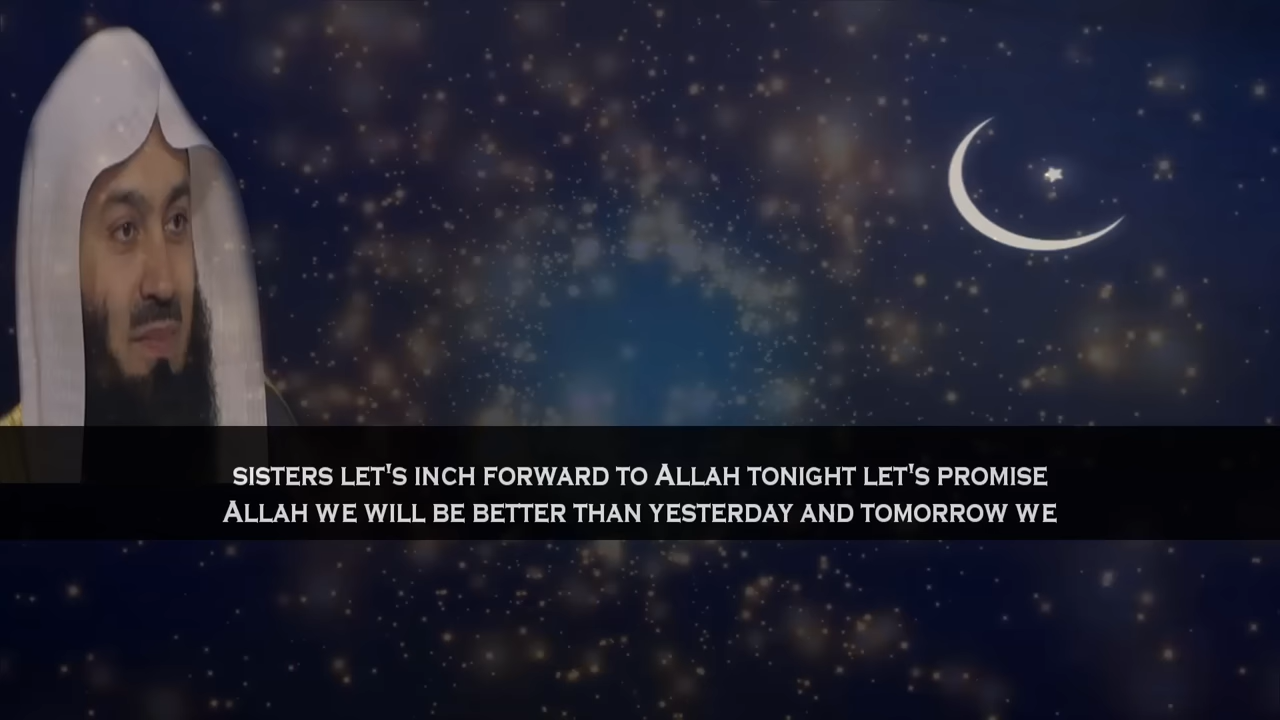 SISTERS LET'S INCH FORWARD TO ALLAH TONIGHT LET'S PROMISE
ALLAH WE WILL BE BETTER THAN YESTERDAY AND TOMORROW WE